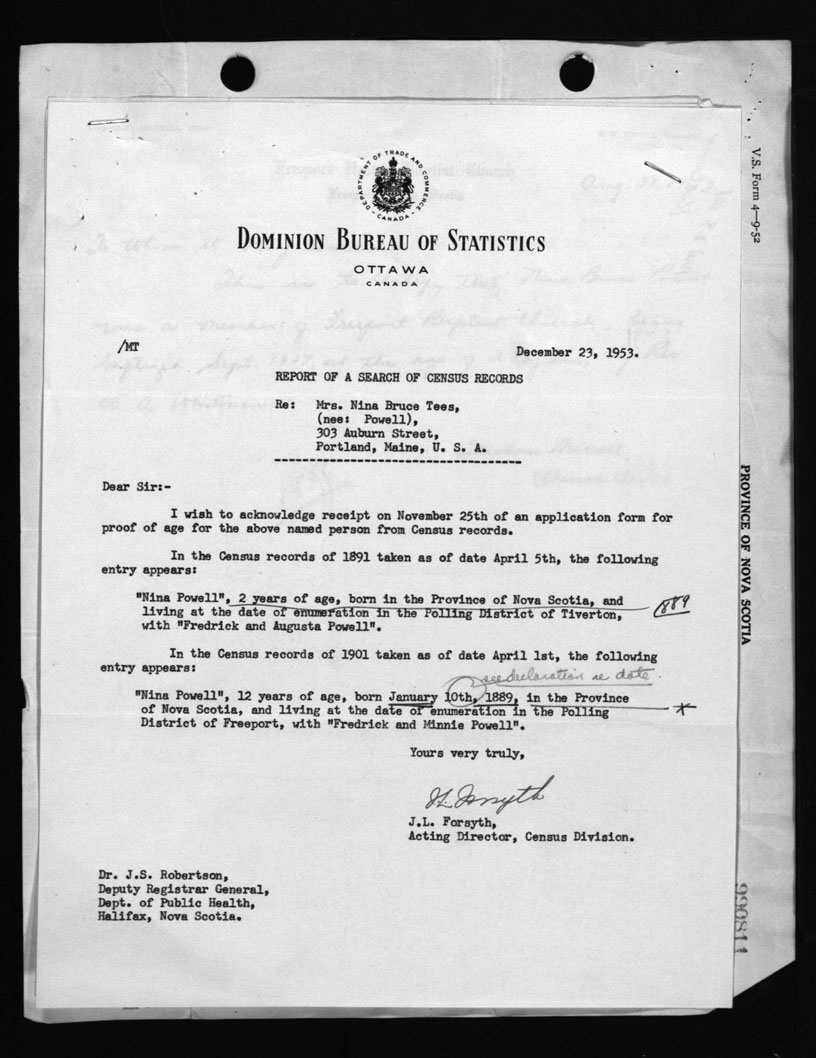 DEPARTMENT OF TRADE AND COMMERCE
CANADA
DOMINION BUREAU OF STATISTICS
OTTAWA
CANADA
/MT
December 23, 1953.
REPORT OF A SEARCH OF CENSUS RECORDS
Re: Mrs. Nina Bruce Tees,
(nee: Powell),
303 Auburn Street,
Portland, Maine, U. S. A.
Dear Sir:-
I wish to acknowledge receipt on November 25th of an application form for
proof of age for the above named person from Census records.
In the Census records of 1891 taken as of date April 5th, the following
entry appears:
"Nina Powell", 2 years of age, born in the Province of Nova Scotia, and
living at the date of enumeration in the Polling District of Tiverton,
with "Fredrick and Augusta Powell".
1889
In the Census records of 1901 taken as of date April 1st, the following
entry appears:
see declaration re date.
"Nina Powell", 12 years of age, born January 10th, 1889, in the Province
of Nova Scotia, and living at the date of enumeration in the Polling
District of Freeport, with "Fredrick and Minnie Powell".
x
Yours very truly,
J.L. Forsyth
J.L. Forsyth,
Acting Director, Census Division.
Dr. J.S. Robertson,
Deputy Registrar General,
Dept. of Public Health,
Halifax, Nova Scotia.
V.S. Form 4—9-52
PROVINCE OF NOVA SCOTIA
990811